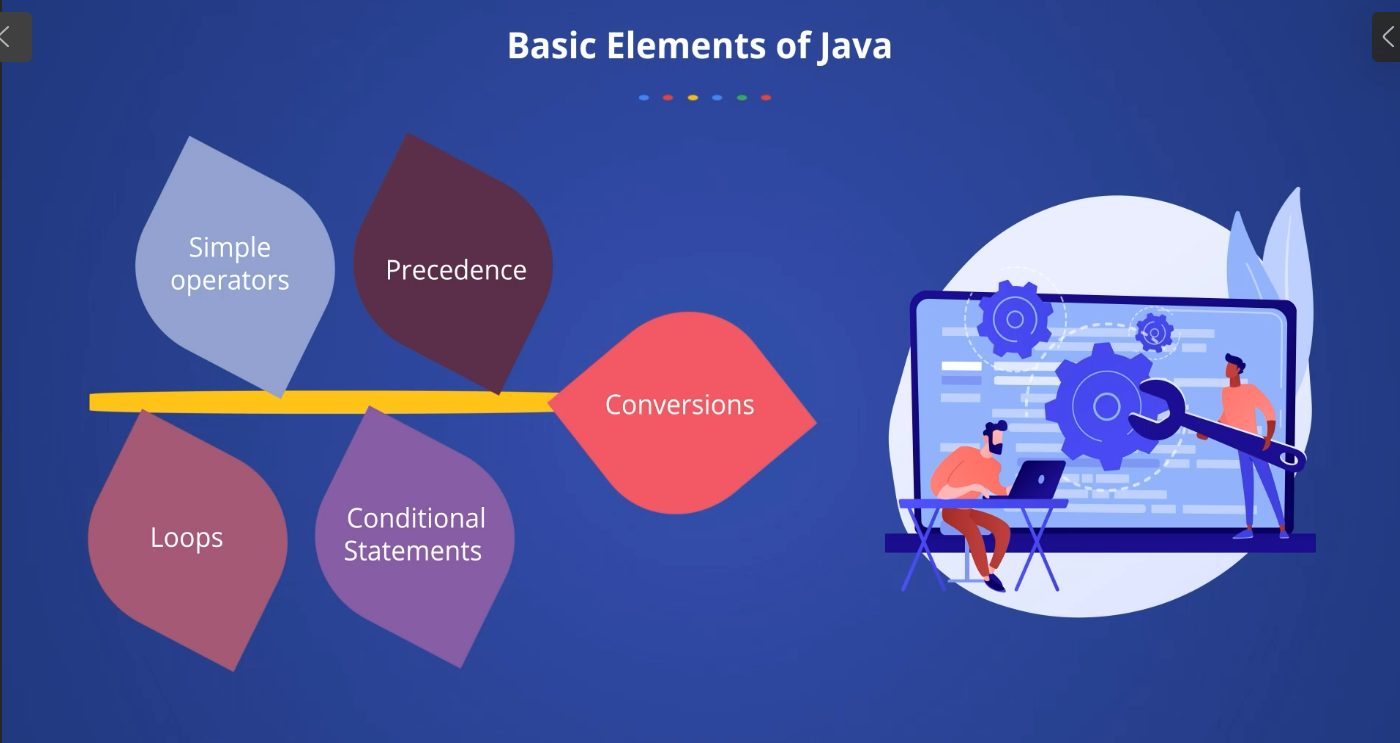 Basic Elements of Java
Simple
operators
Precedence
Conversions
Loops
Conditional
Statements